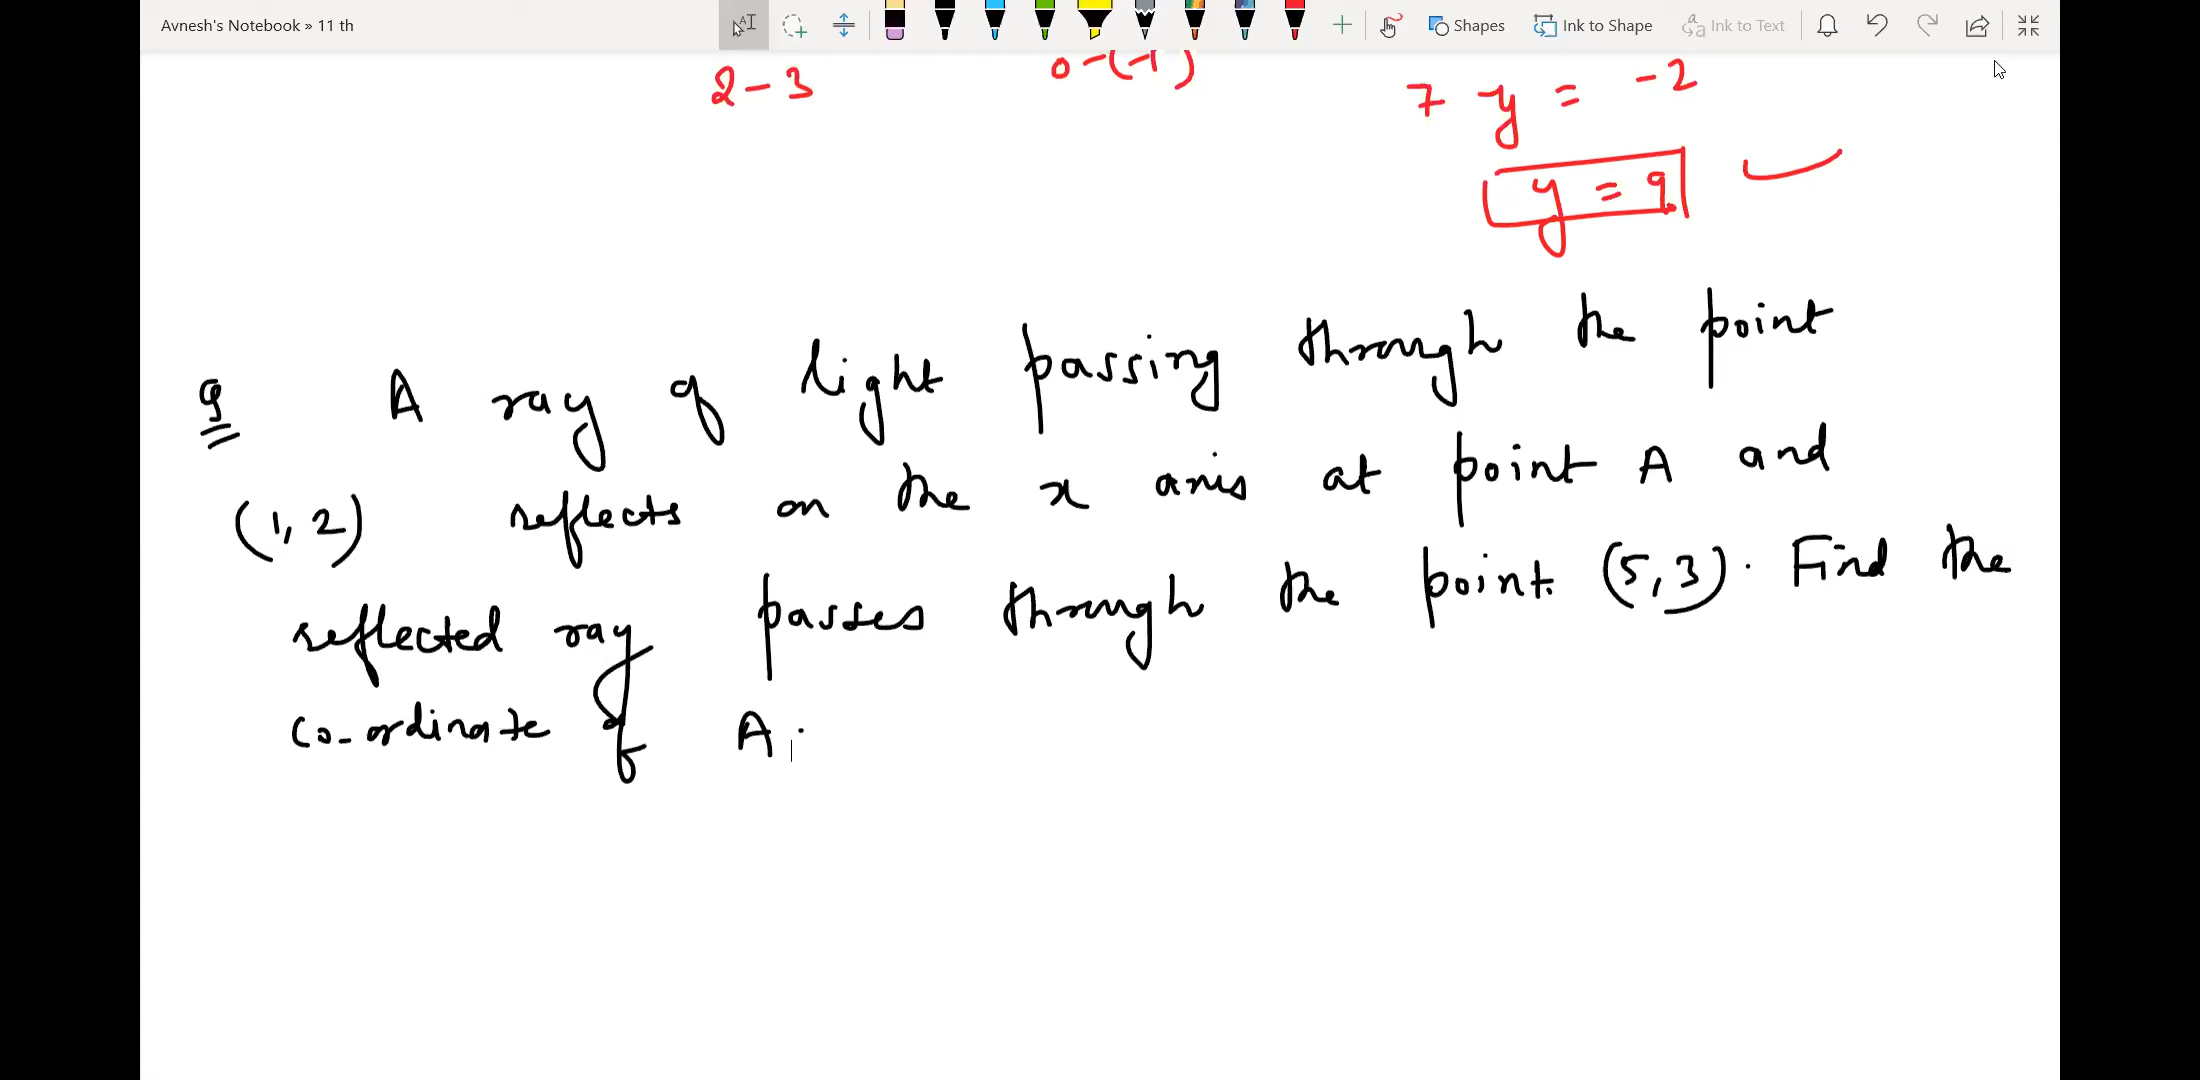 Avnesh's Notebook » 11 th
Shapes Ink to Shape Ink to Text
2-3 0-(-1) 7 y = -2
y = 9
Q A ray of light passing through the point
(1, 2) reflects on the x axis at point A and
reflected ray passes through the point. (5,3). Find the
co-ordinate of A.